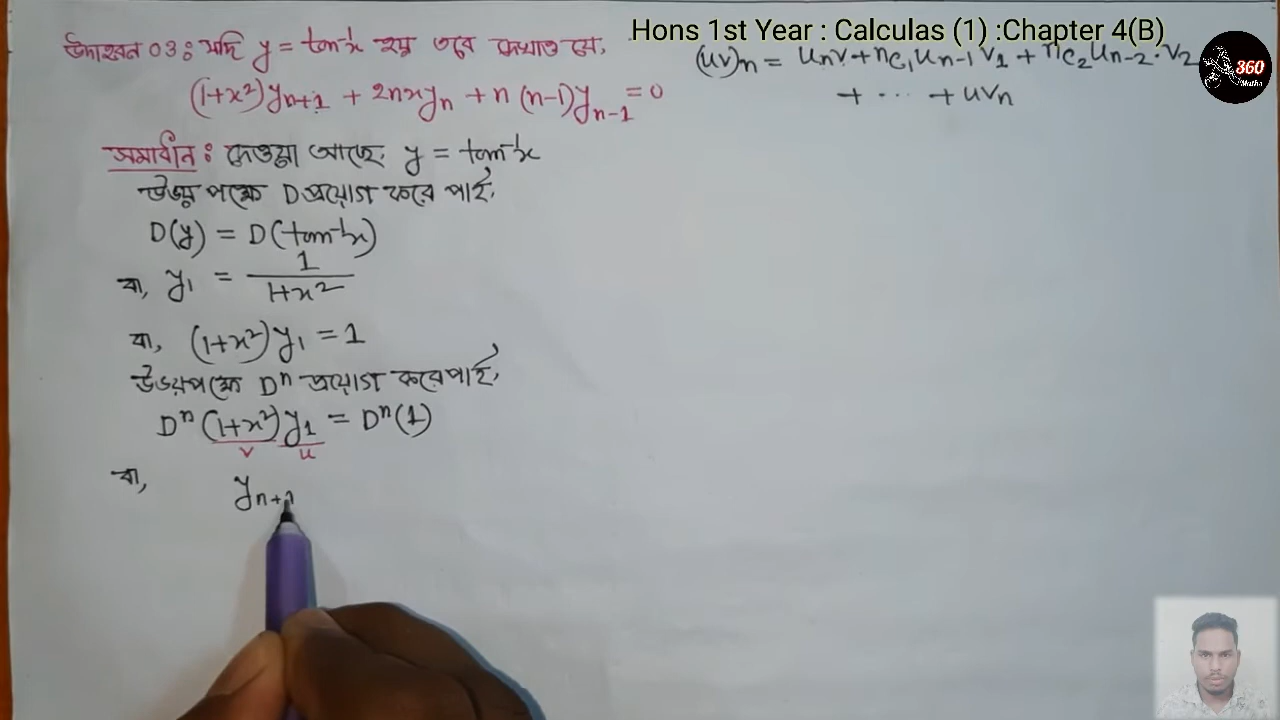 Hons 1st Year : Calculas (1) :Chapter 4(B)
উদাহরন 03 : যদি y = tan⁻¹x হয় তবে দেখাও যে,
(1+x²)yₙ₊₁ + 2nxyₙ + n(n-1)yₙ₋₁ = 0
(uv)ₙ = uₙv + nc₁uₙ₋₁v₁ + nc₂uₙ₋₂.v₂
+ ... + uvₙ
360
Maths
সমাধান : দেওয়া আছে, y = tan⁻¹x
উভয় পক্ষে D প্রয়োগ করে পাই,
D(y) = D(tan⁻¹x)
বা, y₁ = 1/1+x²
বা, (1+x²)y₁ = 1
উভয়পক্ষে Dⁿ প্রয়োগ করে পাই,
Dⁿ(1+x²)y₁ = Dⁿ(1)
v u
বা, yₙ₊₁